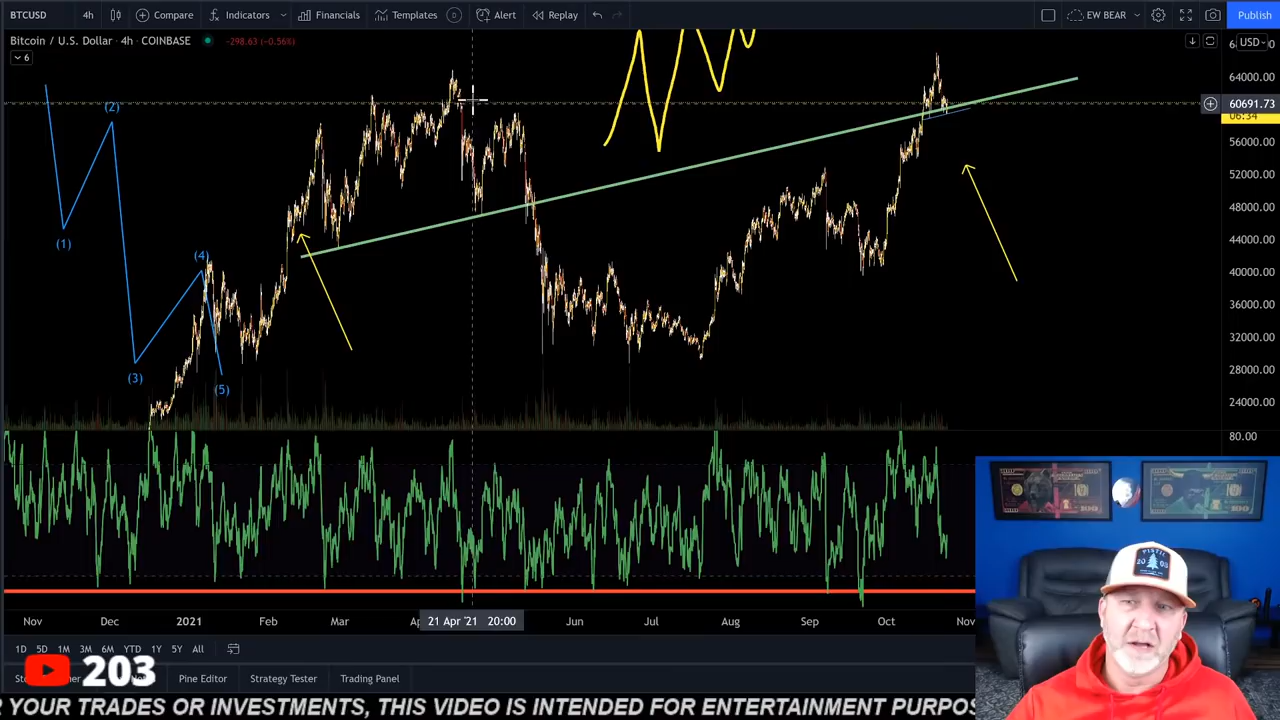 BTCUSD 4h Compare Indicators Financials Templates Alert Replay EW BEAR Publish
Bitcoin / U.S. Dollar · 4h · COINBASE -298.63 (-0.56%) USD
6
64000.00
60691.73
06:34
56000.00
52000.00
48000.00
44000.00
40000.00
36000.00
32000.00
28000.00
24000.00
80.00
(2)
(1)
(4)
(3)
(5)
Nov Dec 2021 Feb Mar 21 Apr '21 20:00 Jun Jul Aug Sep Oct Nov
1D 5D 1M 3M 6M YTD 1Y 5Y All
Pine Editor Strategy Tester Trading Panel
203
YOUR TRADES OR INVESTMENTS, THIS VIDEO IS INTENDED FOR ENTERTAINMENT
PISTIL